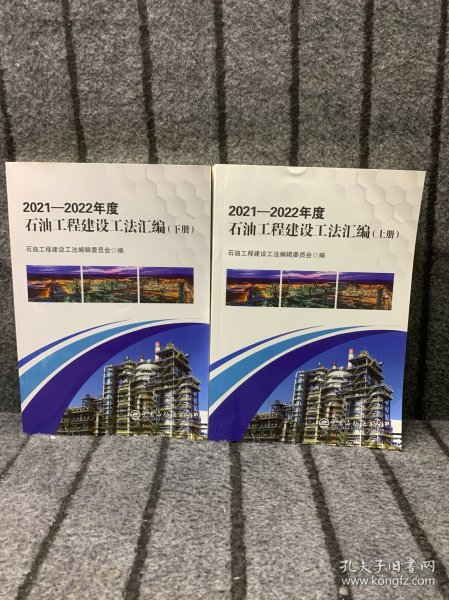 2021—2022年度
石油工程建设工法汇编(下册)
石油工程建设工法编辑委员会 编
2021—2022年度
石油工程建设工法汇编(上册)
石油工程建设工法编辑委员会 编
孔夫子旧书网
www.kongfz.com